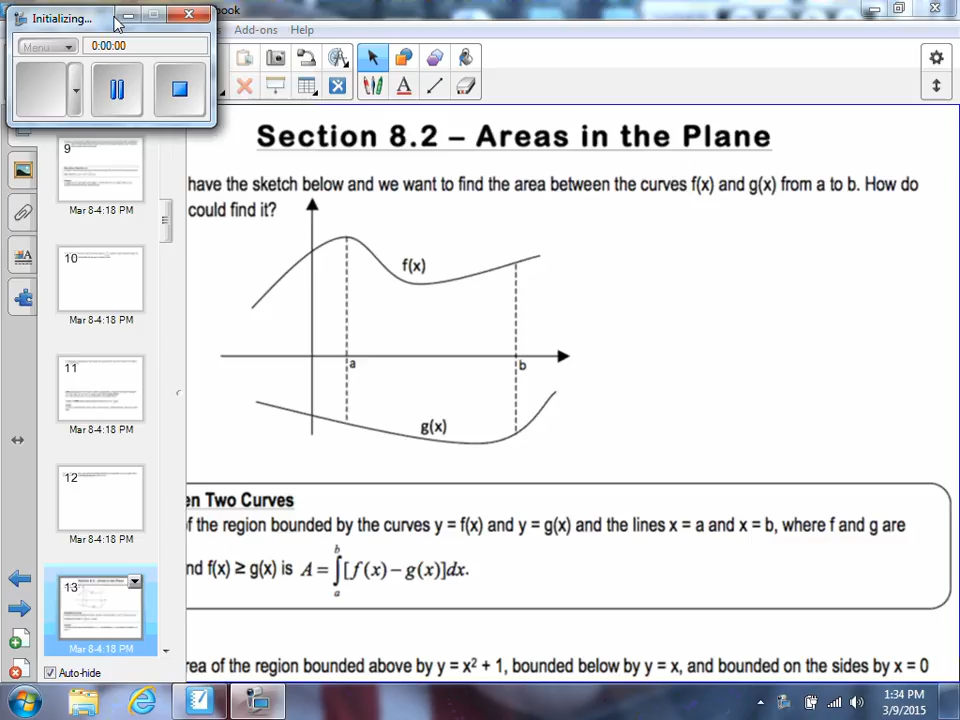 Initializing...
book
Menu
0:00:00
Add-ons Help
Section 8.2 – Areas in the Plane
have the sketch below and we want to find the area between the curves f(x) and g(x) from a to b. How do
could find it?
f(x)
a
b
g(x)
en Two Curves
of the region bounded by the curves y = f(x) and y = g(x) and the lines x = a and x = b, where f and g are
nd f(x) ≥ g(x) is A = ∫_a^b [f(x) − g(x)]dx.
rea of the region bounded above by y = x² + 1, bounded below by y = x, and bounded on the sides by x = 0
9
Mar 8-4:18 PM
10
Mar 8-4:18 PM
11
Mar 8-4:18 PM
12
Mar 8-4:18 PM
13
Mar 8-4:18 PM
Auto-hide
1:34 PM
3/9/2015